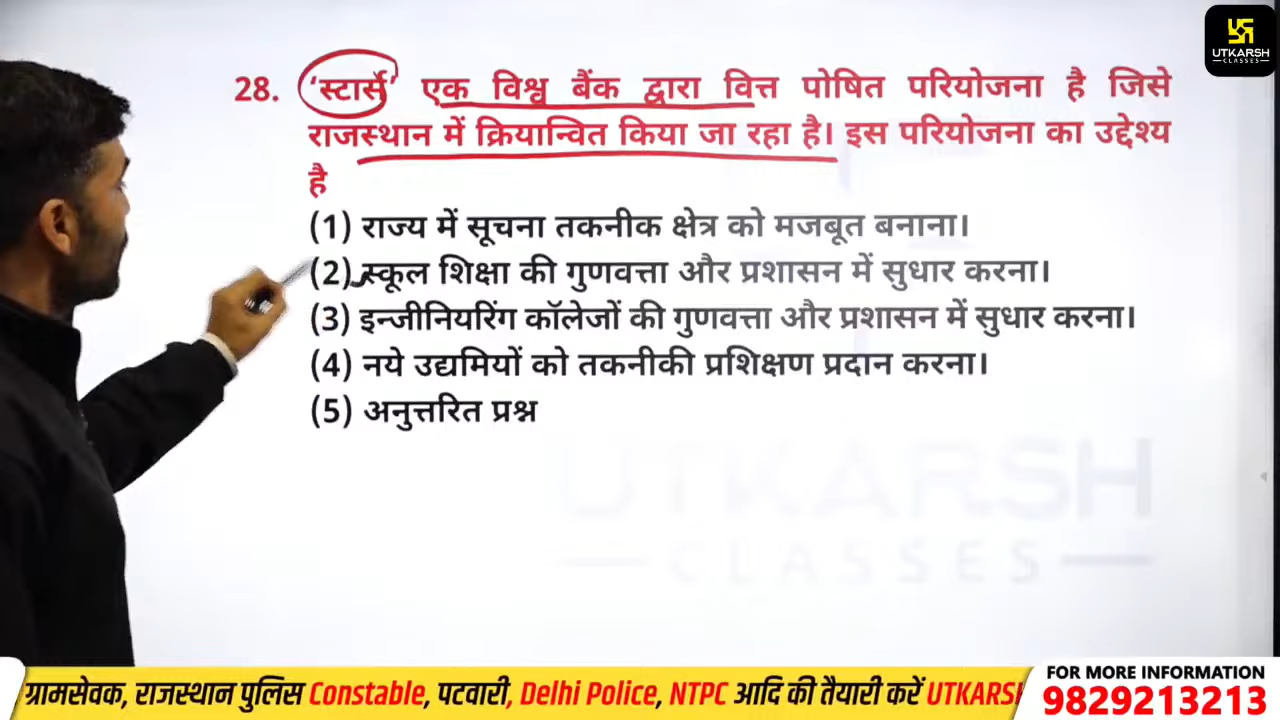 UTKARSH
CLASSES
28. 'स्टार्स' एक विश्व बैंक द्वारा वित्त पोषित परियोजना है जिसे
राजस्थान में क्रियान्वित किया जा रहा है। इस परियोजना का उद्देश्य
है
(1) राज्य में सूचना तकनीक क्षेत्र को मजबूत बनाना।
(2) स्कूल शिक्षा की गुणवत्ता और प्रशासन में सुधार करना।
(3) इन्जीनियरिंग कॉलेजों की गुणवत्ता और प्रशासन में सुधार करना।
(4) नये उद्यमियों को तकनीकी प्रशिक्षण प्रदान करना।
(5) अनुत्तरित प्रश्न
UTKARSH
CLASSES
ग्रामसेवक, राजस्थान पुलिस Constable, पटवारी, Delhi Police, NTPC आदि की तैयारी करें UTKARSH
FOR MORE INFORMATION
9829213213